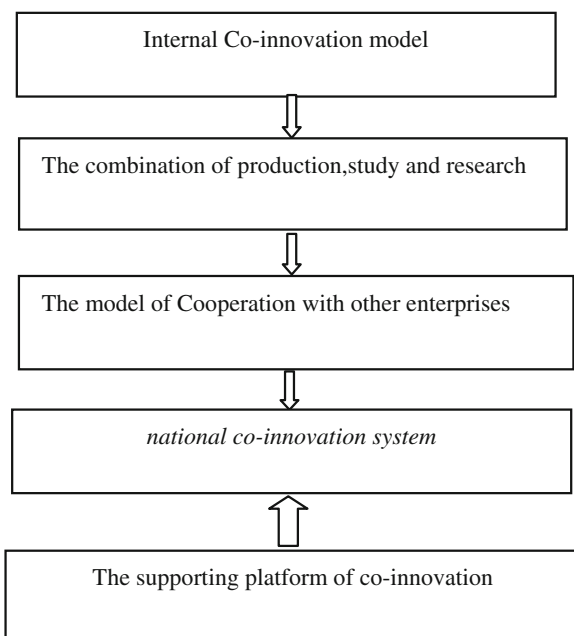 Internal Co-innovation model
The combination of production,study and research
The model of Cooperation with other enterprises
national co-innovation system
The supporting platform of co-innovation